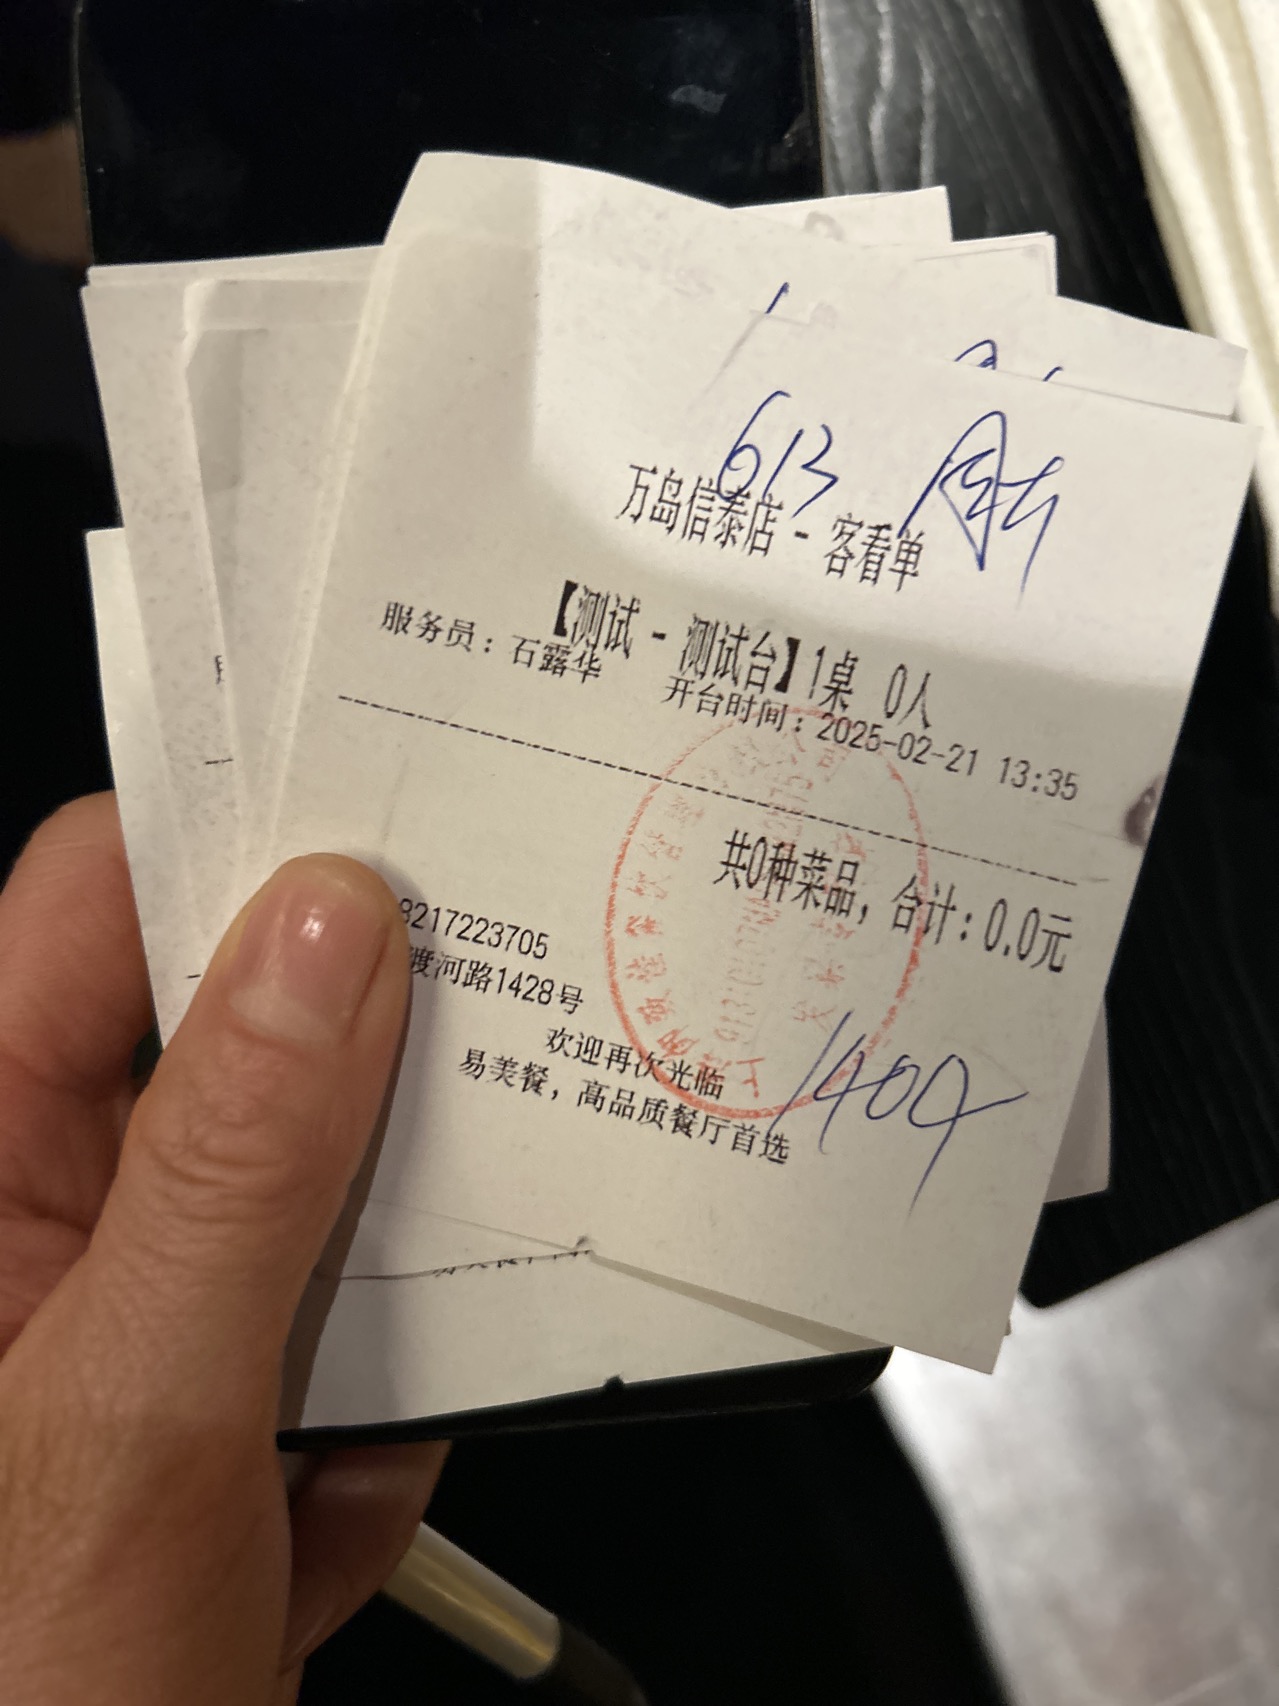 613
万岛信泰店 - 客看单
【测试 - 测试台】1桌 0人
服务员：石露华
开台时间：2025-02-21 13:35
共0种菜品，合计：0.0元
8217223705
渡河路1428号
欢迎再次光临
易美餐，高品质餐厅首选